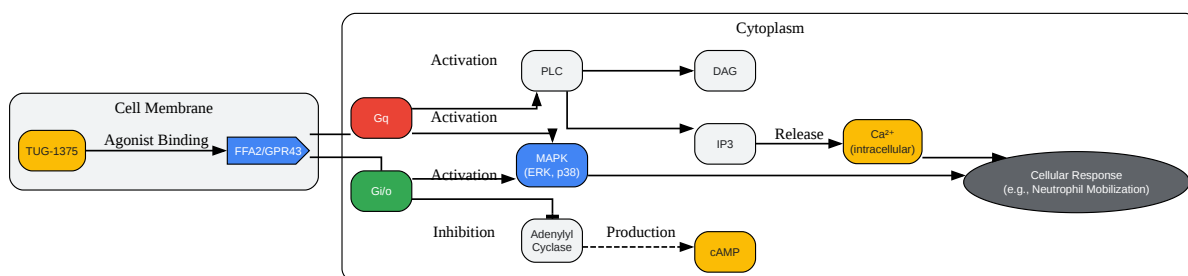 Cytoplasm
Activation
PLC
DAG
Cell Membrane
Gq
Activation
TUG-1375
Agonist Binding
FFA2/GPR43
IP3
Release
Ca²⁺
(intracellular)
MAPK
(ERK, p38)
Gi/o
Activation
Cellular Response
(e.g., Neutrophil Mobilization)
Inhibition
Adenylyl
Cyclase
Production
cAMP